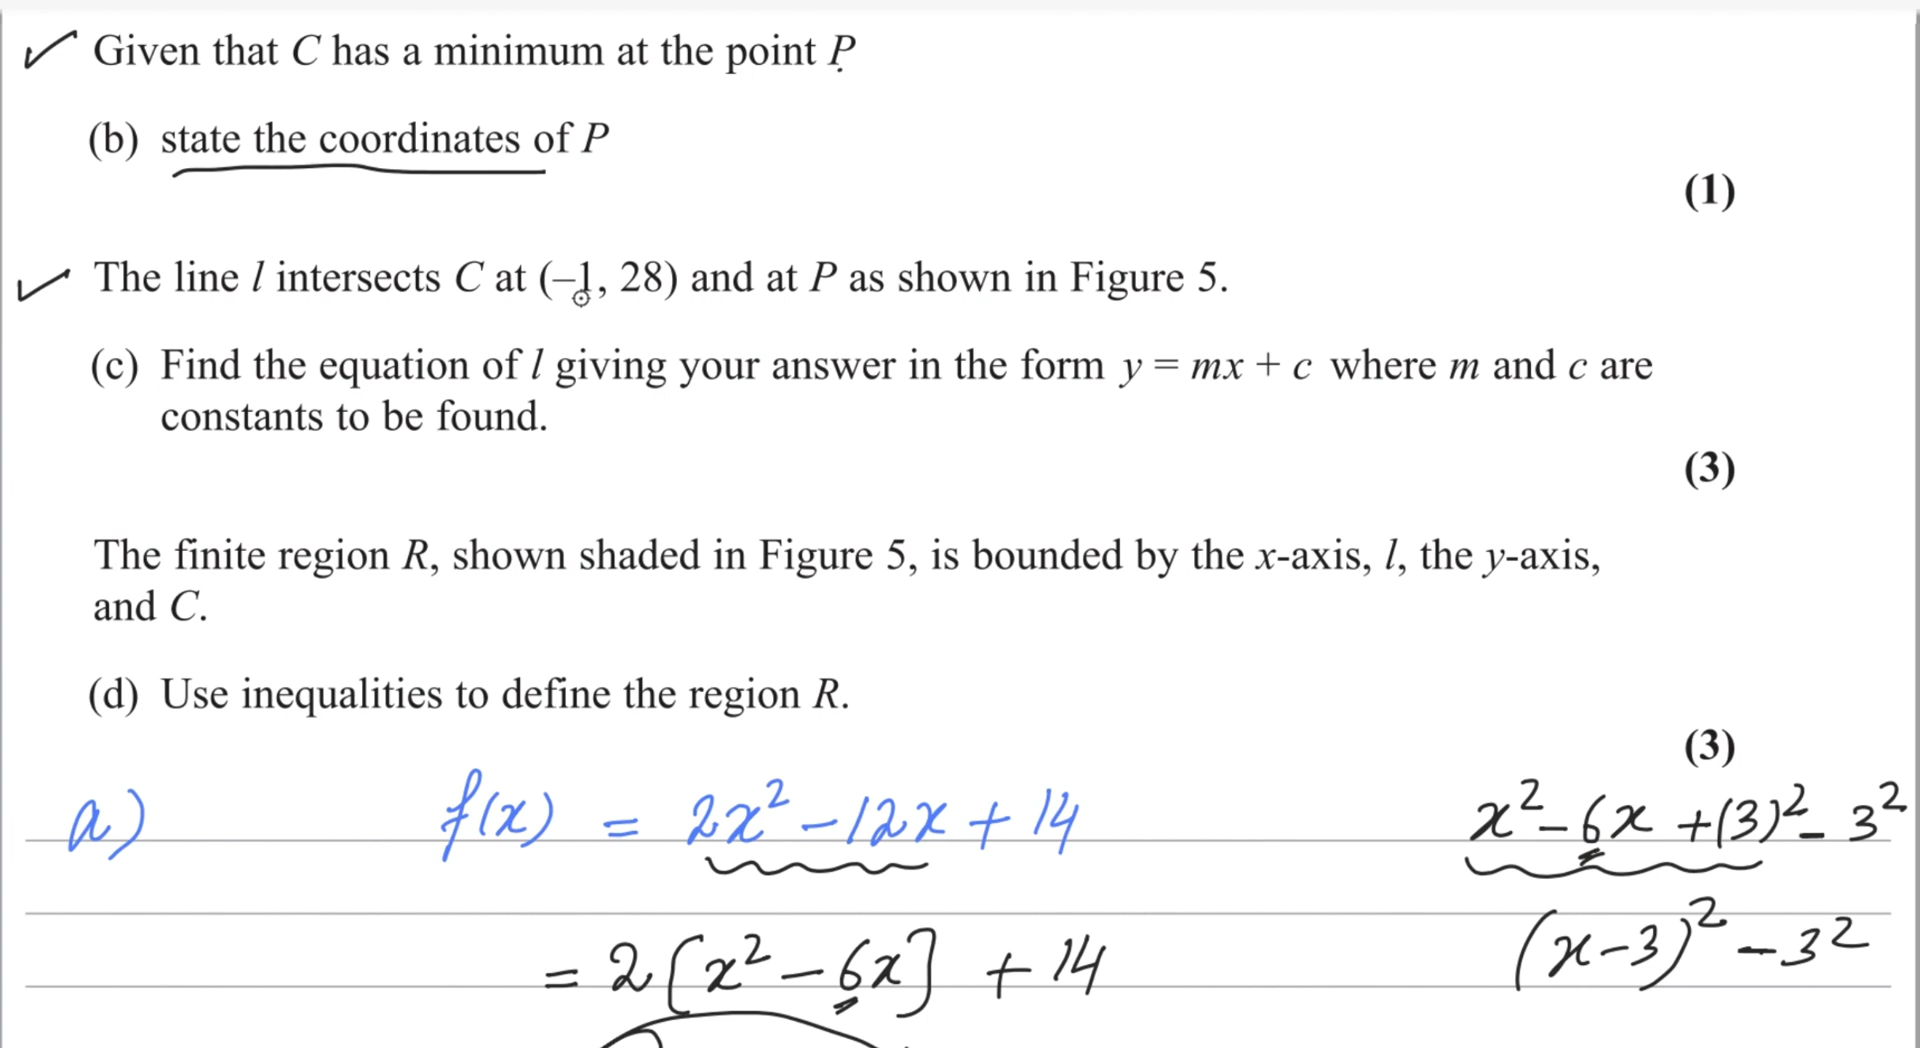 Given that C has a minimum at the point P
(b) state the coordinates of P
(1)
The line l intersects C at (–1, 28) and at P as shown in Figure 5.
(c) Find the equation of l giving your answer in the form y = mx + c where m and c are
constants to be found.
(3)
The finite region R, shown shaded in Figure 5, is bounded by the x-axis, l, the y-axis,
and C.
(d) Use inequalities to define the region R.
(3)
a) f(x) = 2x² – 12x + 14
x² – 6x + (3)² – 3²
= 2[x² – 6x] + 14
(x – 3)² – 3²